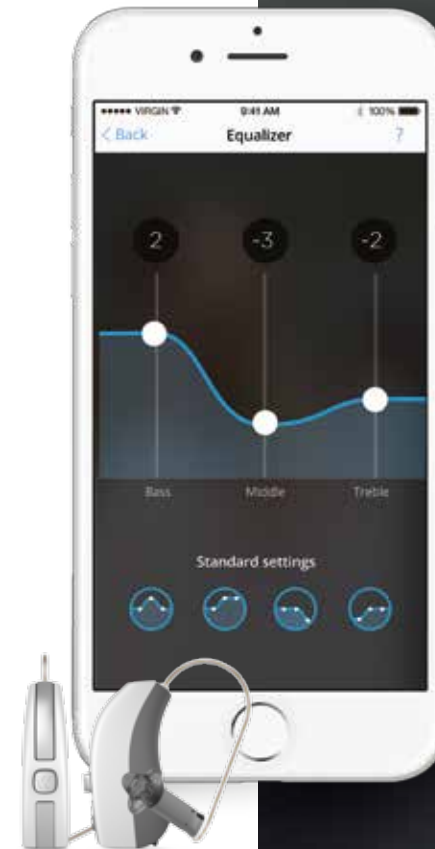 VIRGIN 9:41 AM 100%
< Back Equalizer ?
2 -3 -2
Bass Middle Treble
Standard settings